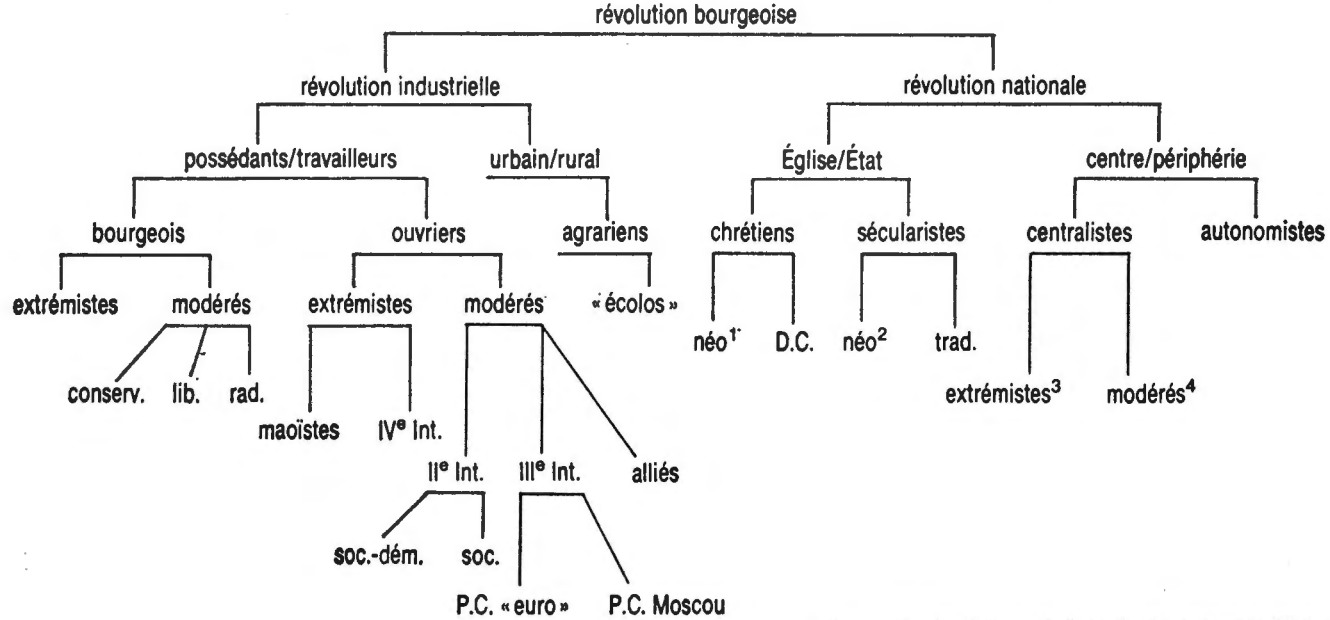 révolution bourgeoise
révolution industrielle révolution nationale
possédants/travailleurs urbain/rural Église/État centre/périphérie
bourgeois ouvriers agrariens chrétiens sécularistes centralistes autonomistes
extrémistes modérés extrémistes modérés « écolos »
néo¹ D.C. néo² trad.
conserv. lib. rad. extrémistes³ modérés⁴
maoïstes IVᵉ Int.
IIᵉ Int. IIIᵉ Int. alliés
soc.-dém. soc.
P.C. « euro » P.C. Moscou